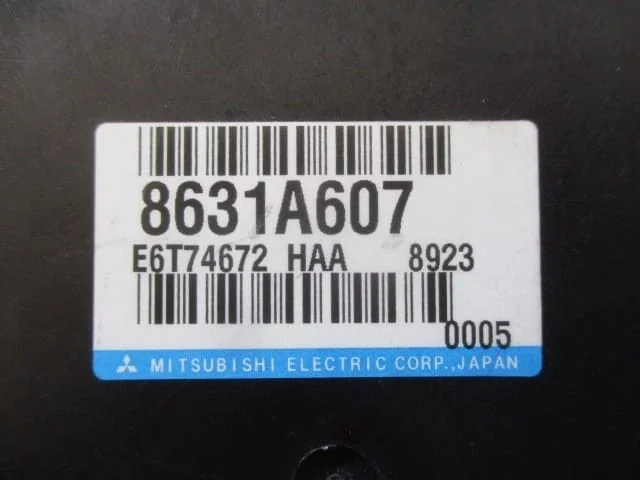 8631A607
E6T74672 HAA 8923
0005
MITSUBISHI ELECTRIC CORP.,JAPAN